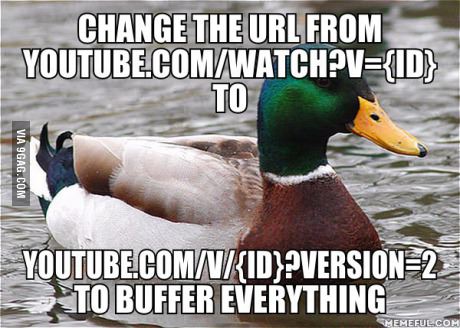 CHANGE THE URL FROM
YOUTUBE.COM/WATCH?V={ID}
TO
VIA 9GAG.COM
YOUTUBE.COM/V/{ID}?VERSION=2
TO BUFFER EVERYTHING
MEMEFUL.COM